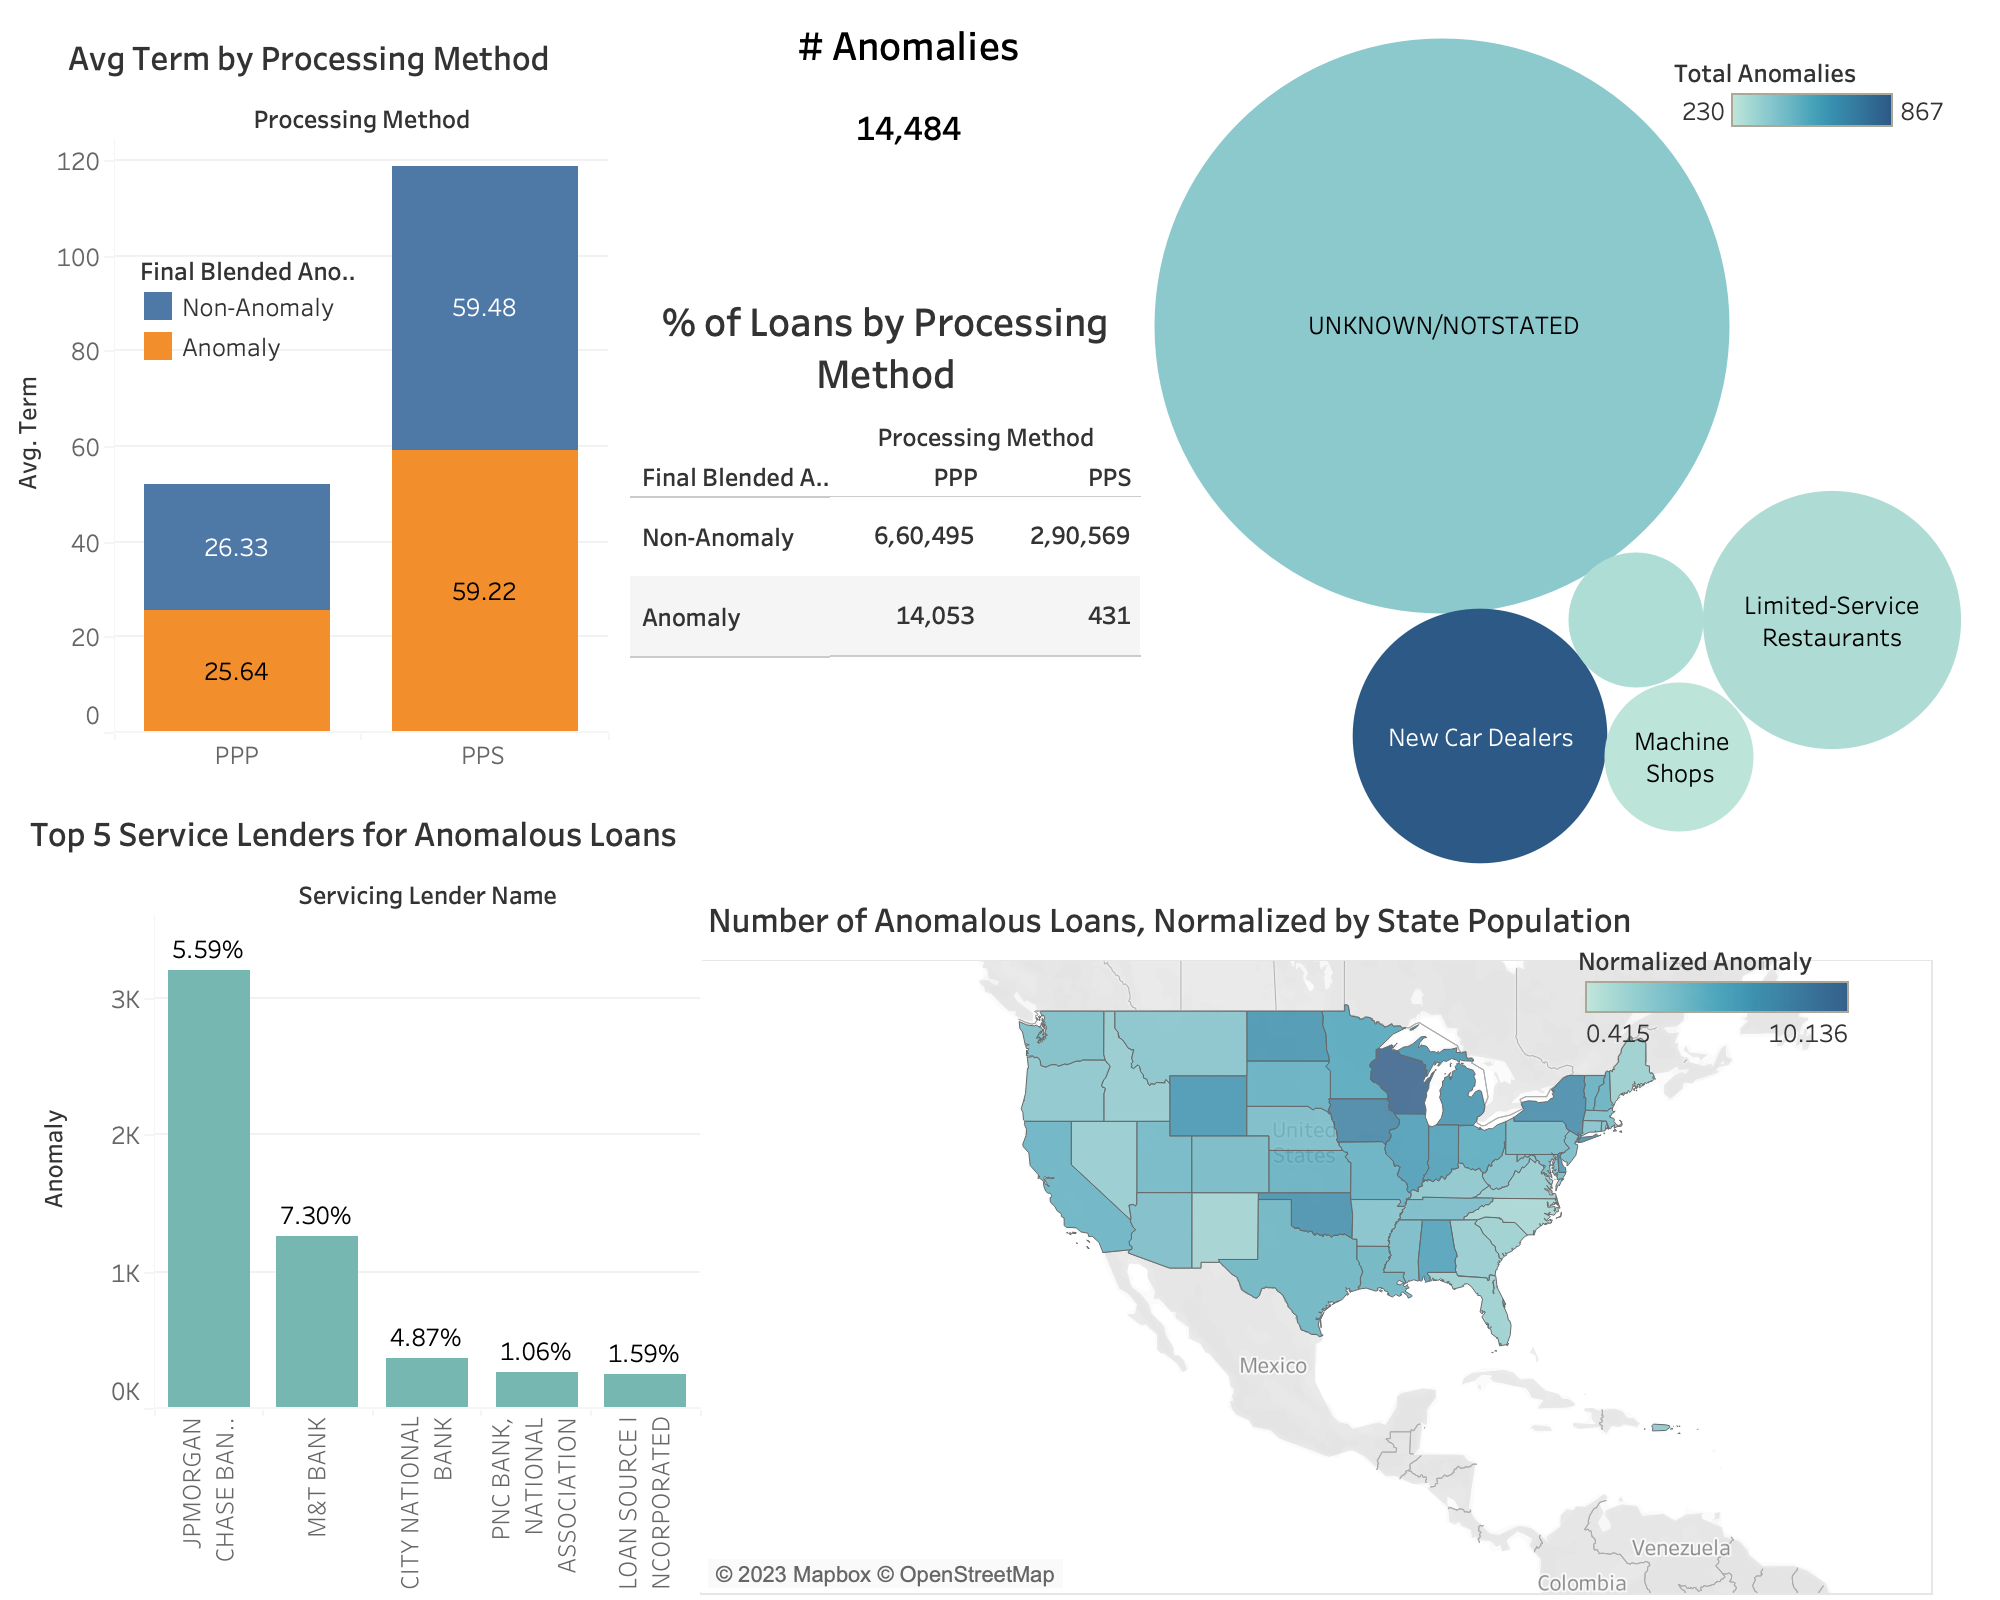 Avg Term by Processing Method
Processing Method
120
100
80
60
40
20
0
Avg. Term
Final Blended Ano..
Non-Anomaly
Anomaly
59.48
26.33
59.22
25.64
PPP
PPS
# Anomalies
14,484
% of Loans by Processing
Method
Processing Method
Final Blended A.. PPP PPS
Non-Anomaly 6,60,495 2,90,569
Anomaly 14,053 431
Total Anomalies
230 867
UNKNOWN/NOTSTATED
Limited-Service
Restaurants
New Car Dealers
Machine
Shops
Top 5 Service Lenders for Anomalous Loans
Servicing Lender Name
Anomaly
3K
2K
1K
0K
5.59%
7.30%
4.87%
1.06%
1.59%
JPMORGAN
CHASE BAN..
M&T BANK
CITY NATIONAL
BANK
PNC BANK,
NATIONAL
ASSOCIATION
LOAN SOURCE I
NCORPORATED
Number of Anomalous Loans, Normalized by State Population
Normalized Anomaly
0.415 10.136
United
States
Mexico
Venezuela
Colombia
© 2023 Mapbox © OpenStreetMap